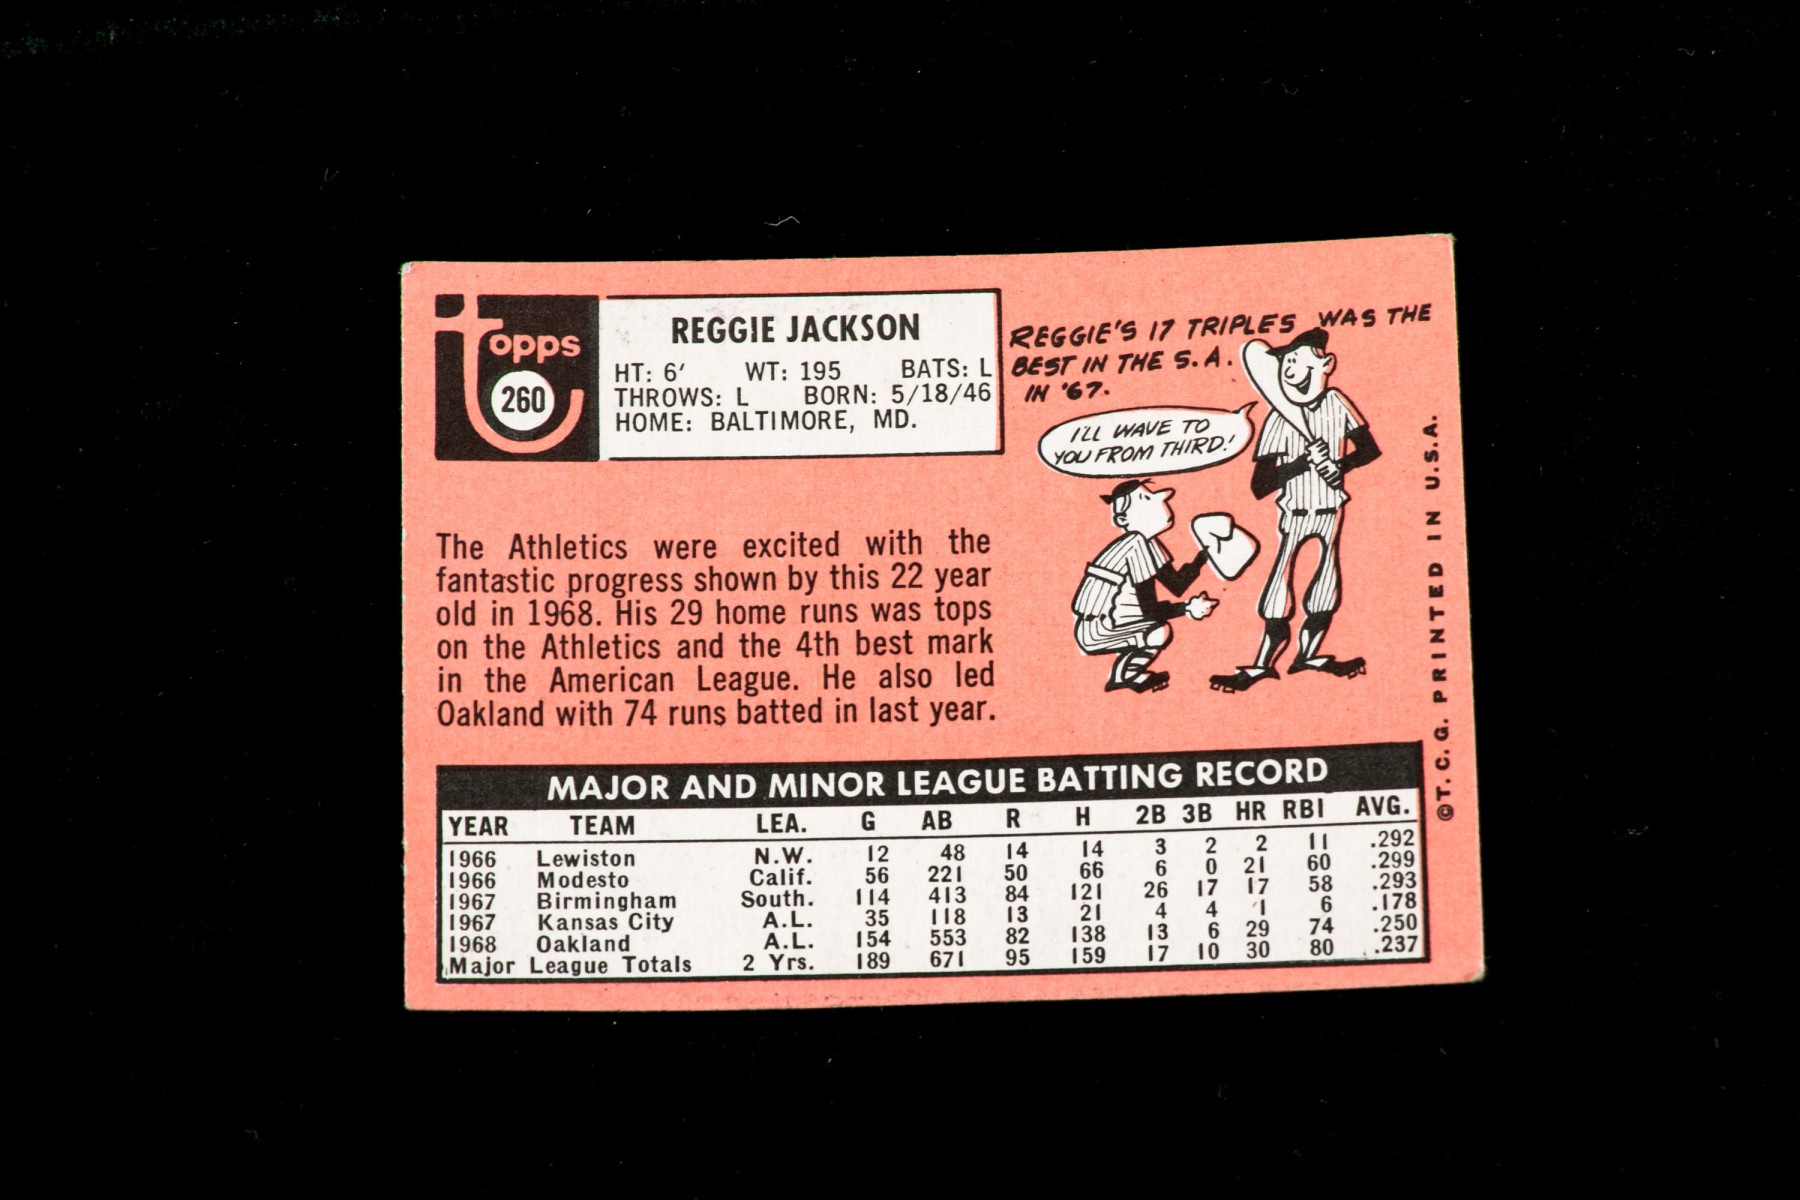 topps
260
REGGIE JACKSON
HT: 6' WT: 195 BATS: L
THROWS: L BORN: 5/18/46
HOME: BALTIMORE, MD.
REGGIE'S 17 TRIPLES WAS THE
BEST IN THE S.A.
IN '67.
I'LL WAVE TO
YOU FROM THIRD!
The Athletics were excited with the
fantastic progress shown by this 22 year
old in 1968. His 29 home runs was tops
on the Athletics and the 4th best mark
in the American League. He also led
Oakland with 74 runs batted in last year.
©T.C.G. PRINTED IN U.S.A.
MAJOR AND MINOR LEAGUE BATTING RECORD
YEAR TEAM LEA. G AB R H 2B 3B HR RBI AVG.
1966 Lewiston N.W. 12 48 14 14 3 2 2 11 .292
1966 Modesto Calif. 56 221 50 66 6 0 21 60 .299
1967 Birmingham South. 114 413 84 121 26 17 17 58 .293
1967 Kansas City A.L. 35 118 13 21 4 4 1 6 .178
1968 Oakland A.L. 154 553 82 138 13 6 29 74 .250
Major League Totals 2 Yrs. 189 671 95 159 17 10 30 80 .237